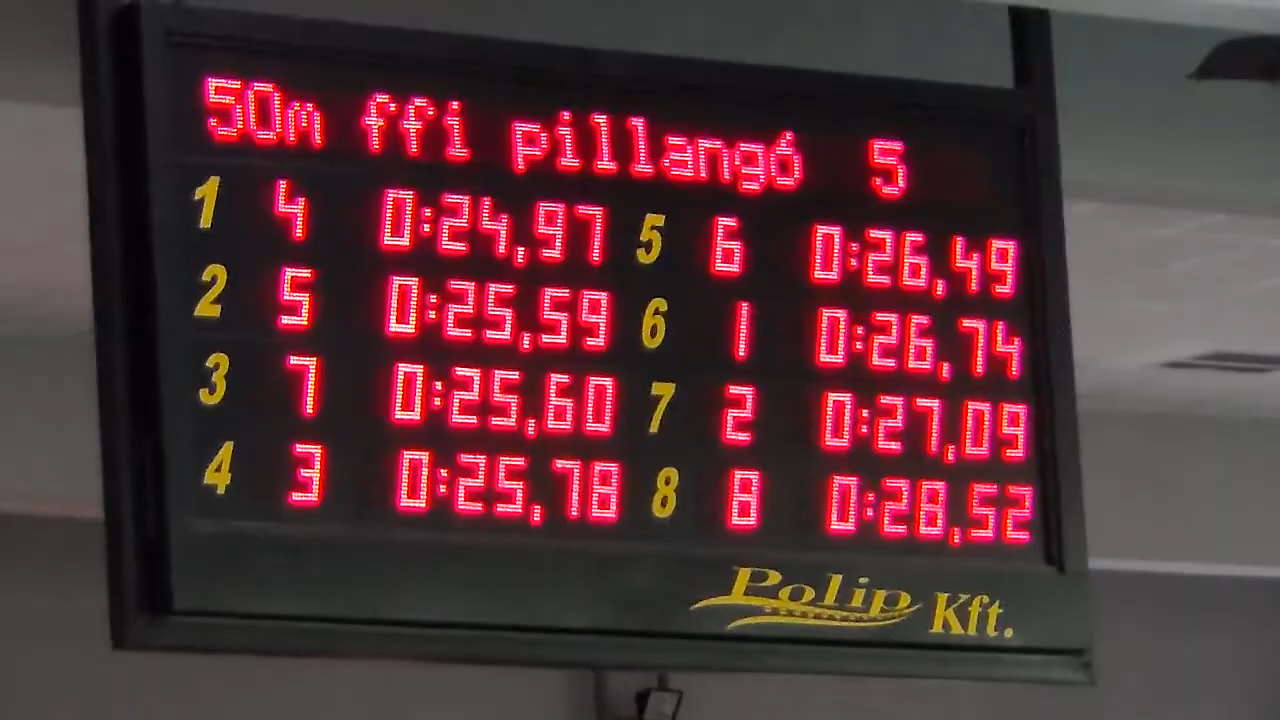 50m ffi pillangó 5
1 4 0:24,97 5 6 0:26,49
2 5 0:25,59 6 1 0:26,74
3 7 0:25,60 7 2 0:27,09
4 3 0:25,78 8 8 0:28,52
Polip Kft.